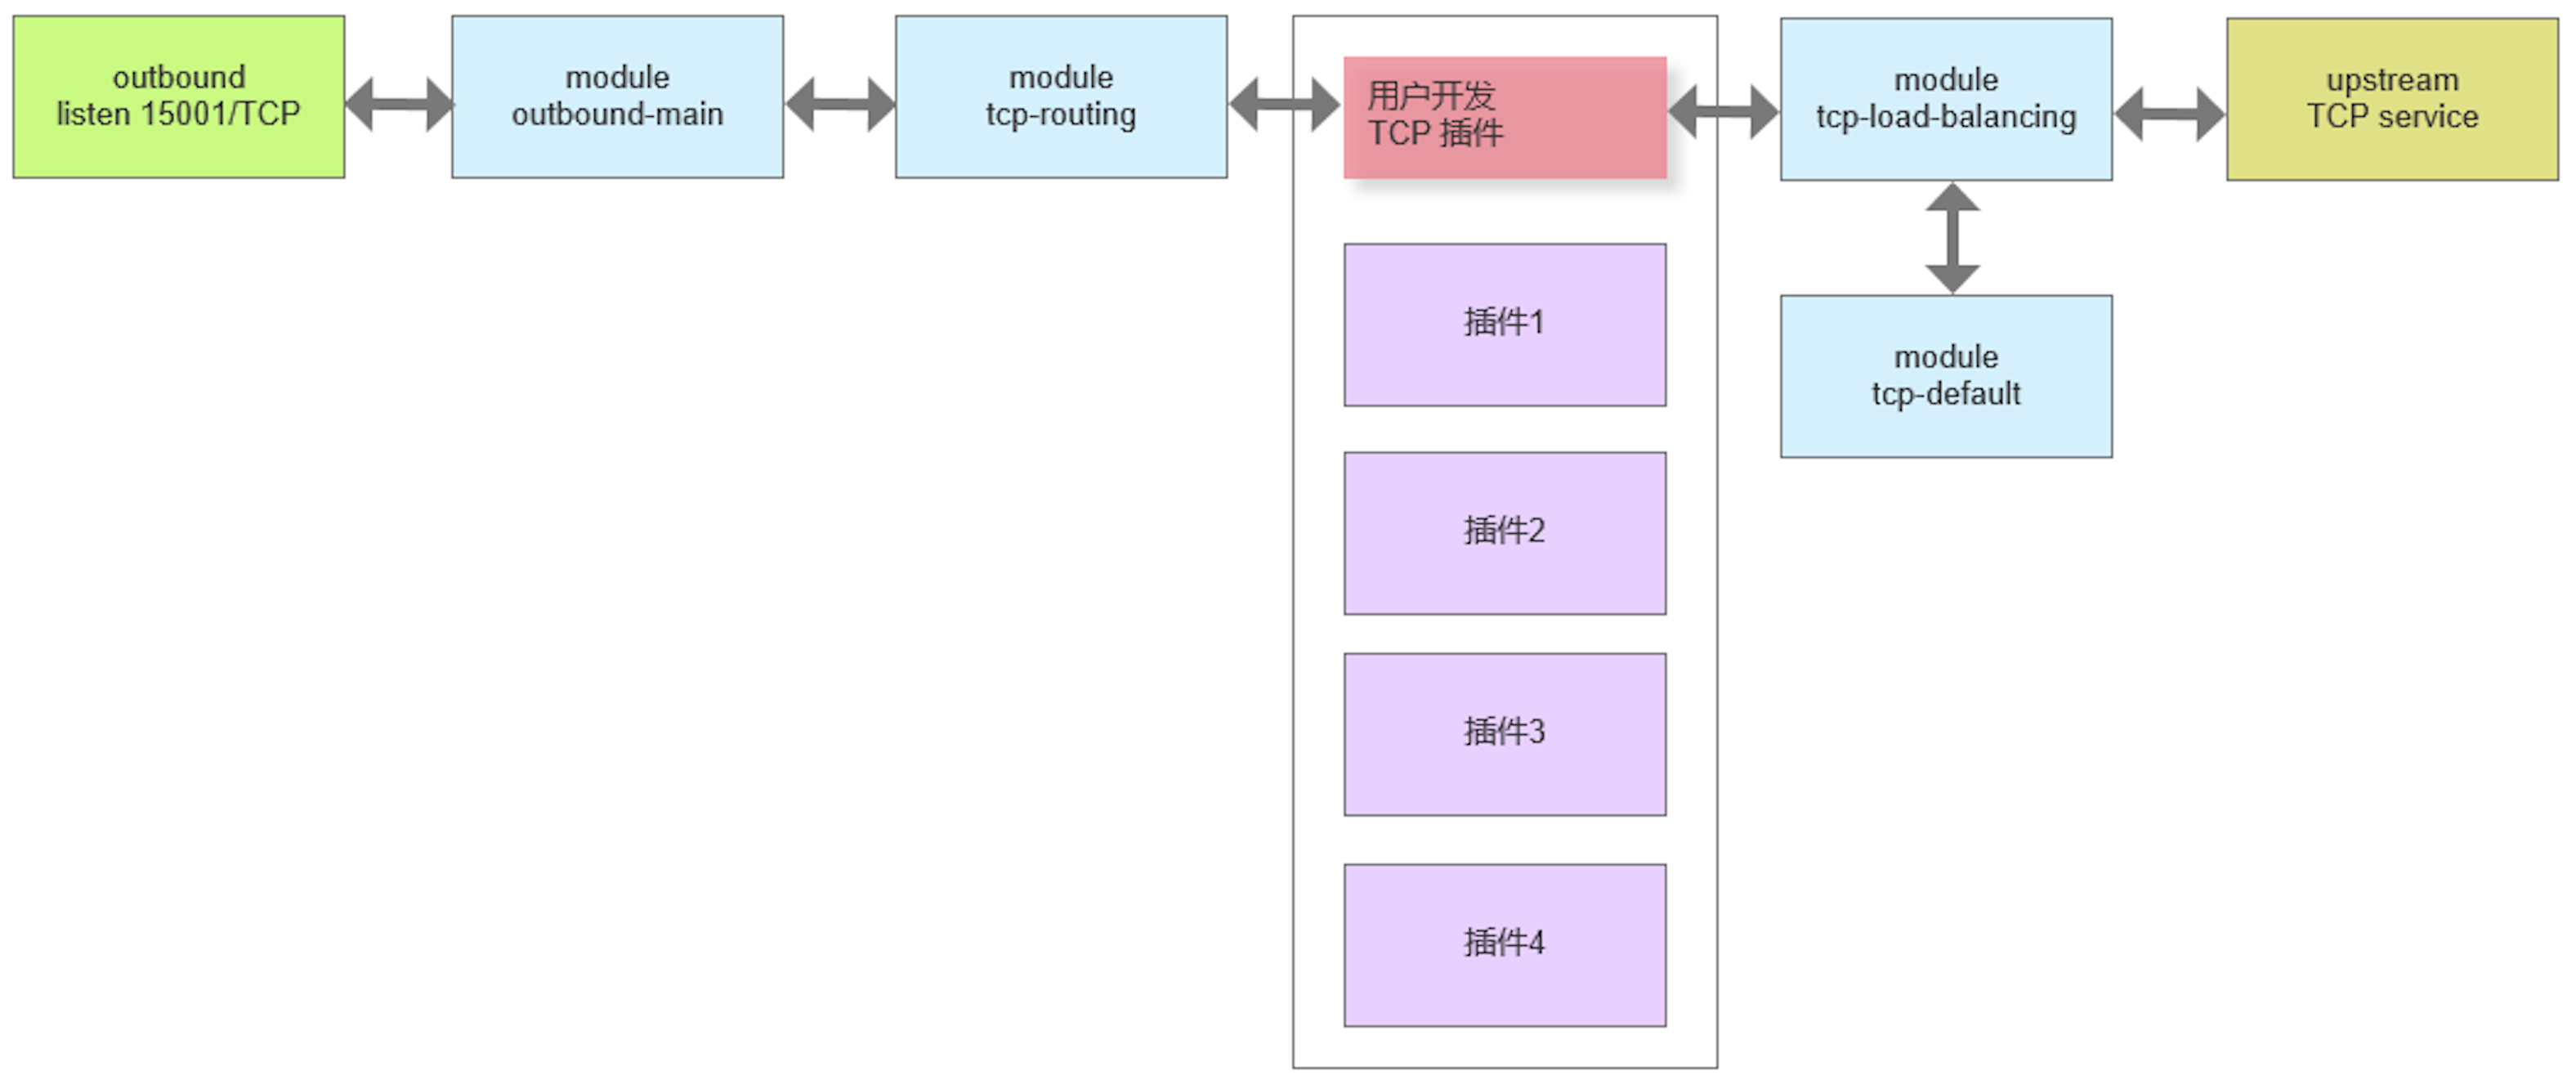 outbound
listen 15001/TCP
module
outbound-main
module
tcp-routing
用户开发
TCP 插件
插件1
插件2
插件3
插件4
module
tcp-load-balancing
module
tcp-default
upstream
TCP service